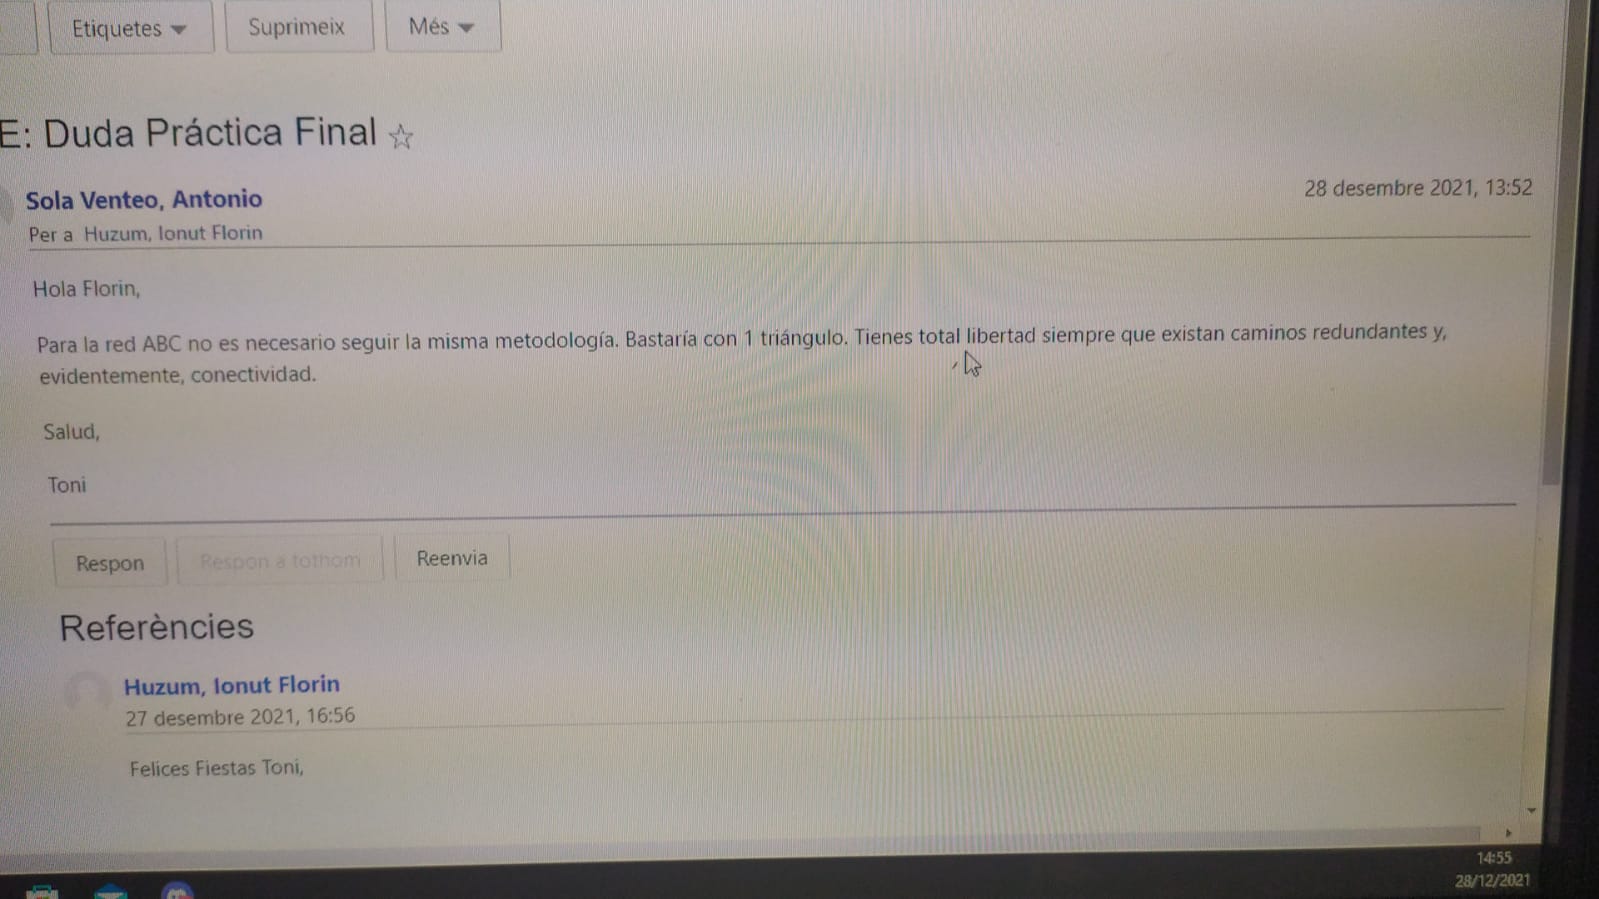 Etiquetes Suprimeix Més
E: Duda Práctica Final
Sola Venteo, Antonio
28 desembre 2021, 13:52
Per a Huzum, Ionut Florin
Hola Florin,
Para la red ABC no es necesario seguir la misma metodología. Bastaría con 1 triángulo. Tienes total libertad siempre que existan caminos redundantes y,
evidentemente, conectividad.
Salud,
Toni
Respon Respon a tothom Reenvia
Referències
Huzum, Ionut Florin
27 desembre 2021, 16:56
Felices Fiestas Toni,
14:55
28/12/2021